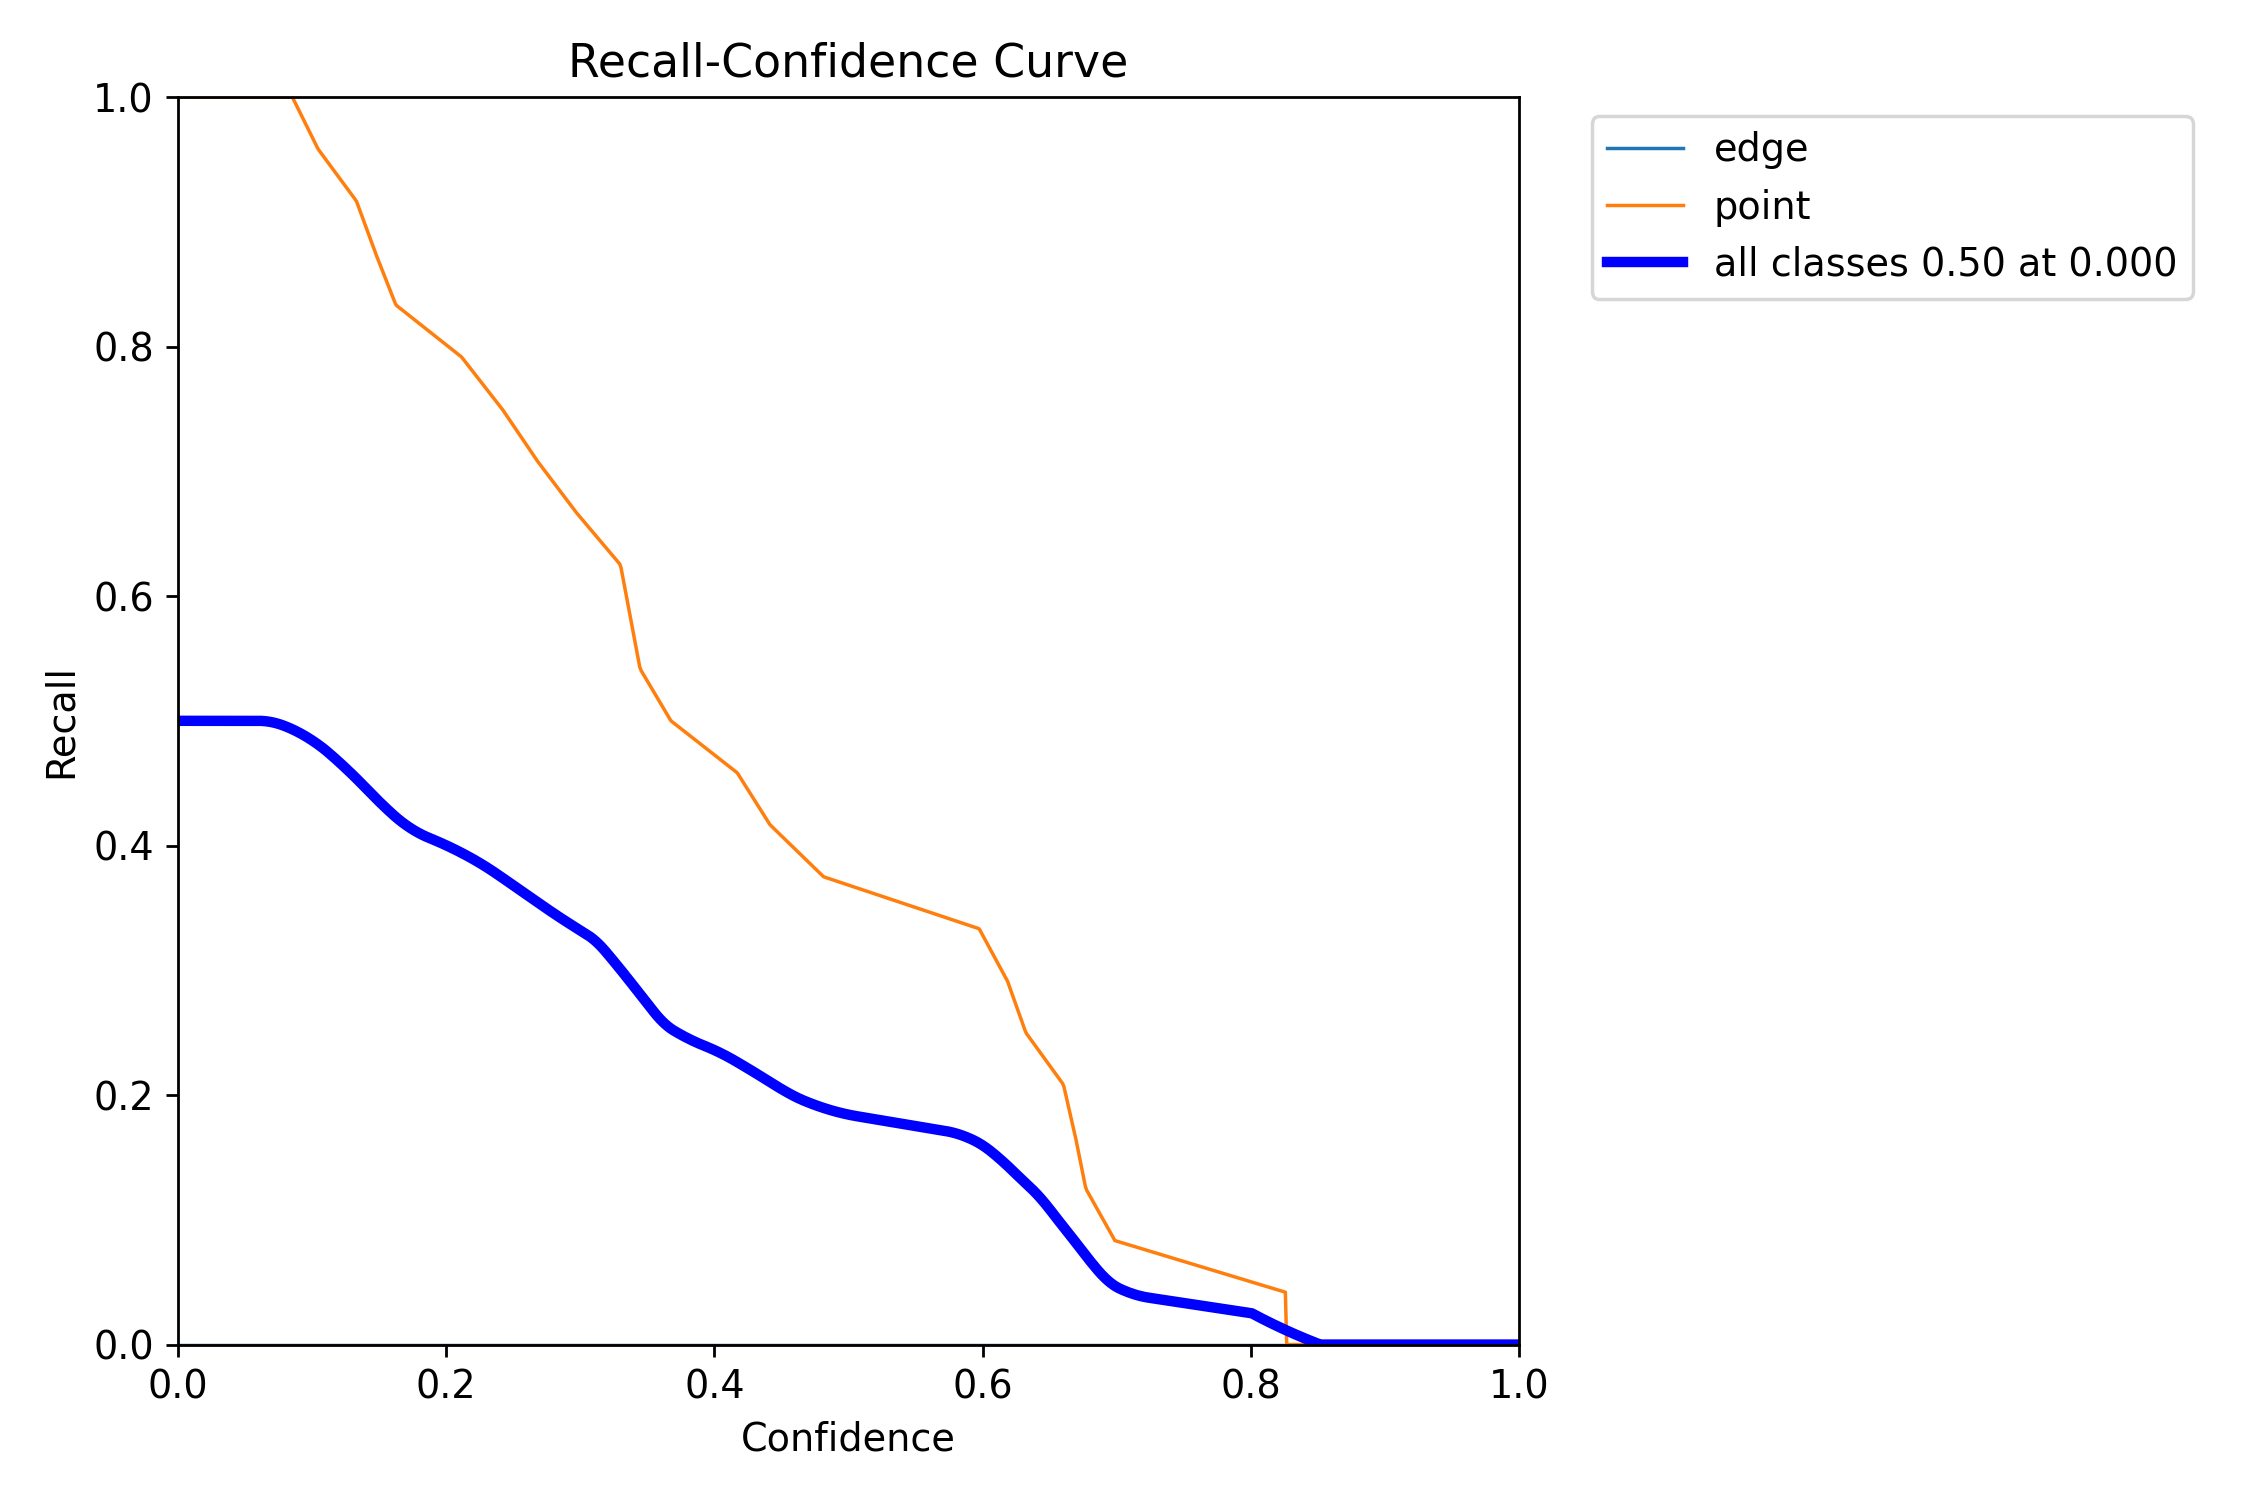 Recall-Confidence Curve
1.0
0.8
0.6
0.4
0.2
0.0
Recall
0.0 0.2 0.4 0.6 0.8 1.0
Confidence
edge
point
all classes 0.50 at 0.000